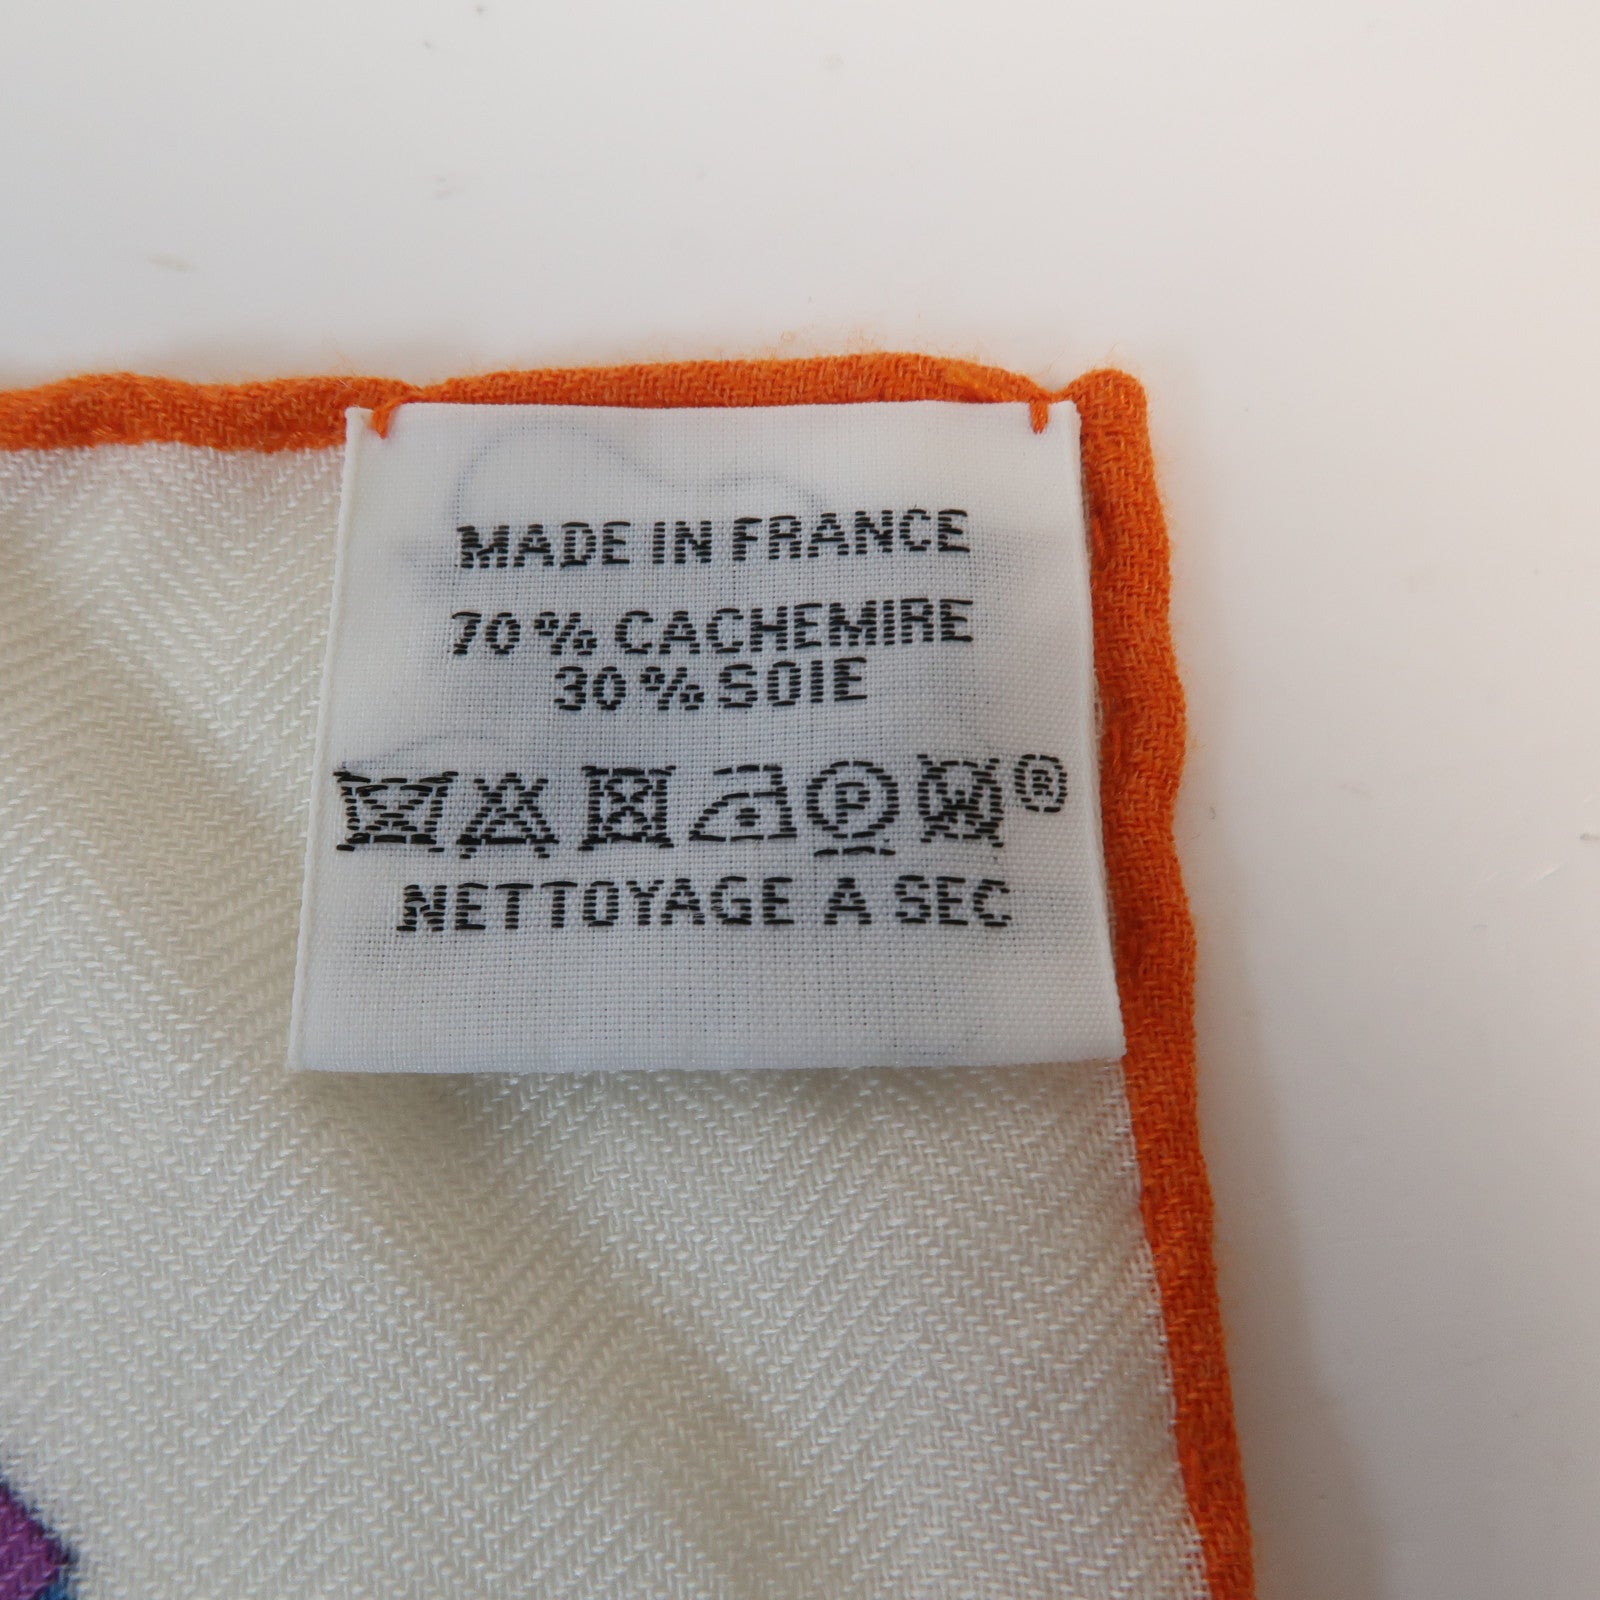 MADE IN FRANCE
70% CACHEMIRE
30% SOIE
P W ®
NETTOYAGE A SEC